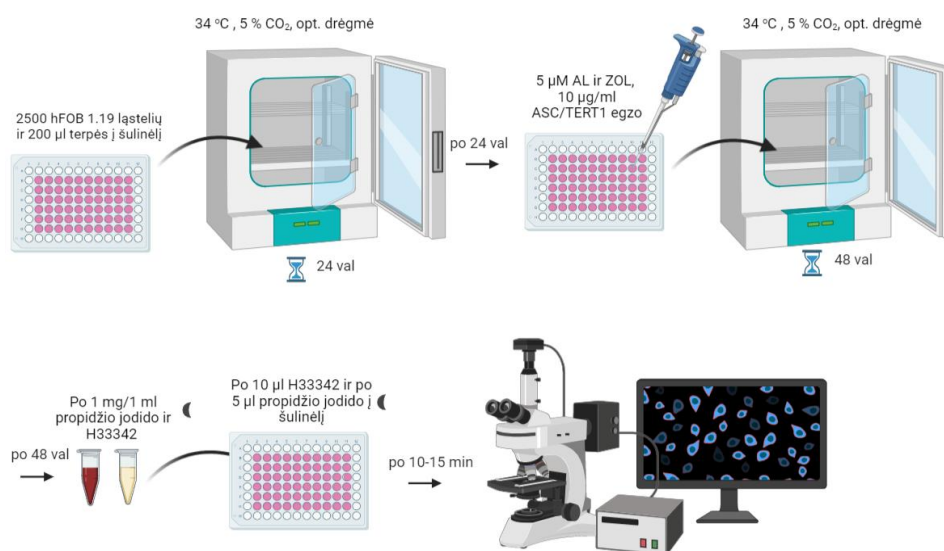 34 ºC , 5 % CO₂, opt. drėgmė
2500 hFOB 1.19 ląstelių
ir 200 µl terpės į šulinėlį
24 val
po 24 val
5 µM AL ir ZOL,
10 µg/ml
ASC/TERT1 egzo
34 ºC , 5 % CO₂, opt. drėgmė
48 val
po 48 val
Po 1 mg/1 ml
propidžio jodido ir
H33342
Po 10 µl H33342 ir po
5 µl propidžio jodido į
šulinėlį
po 10-15 min